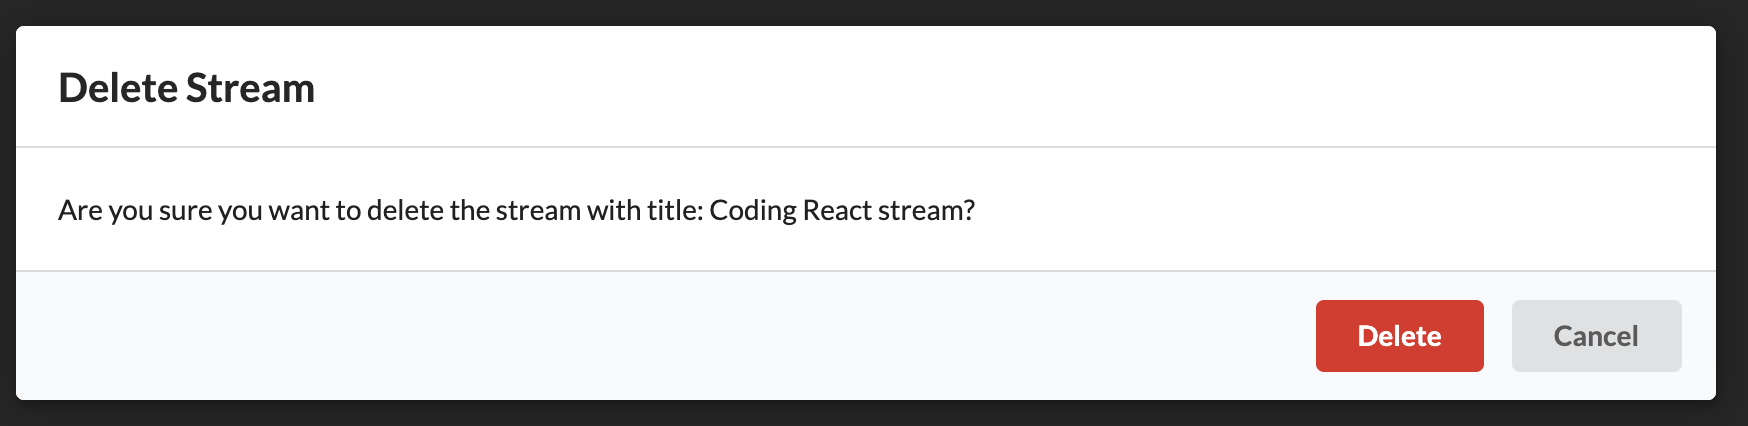 Delete Stream
Are you sure you want to delete the stream with title: Coding React stream?
Delete
Cancel